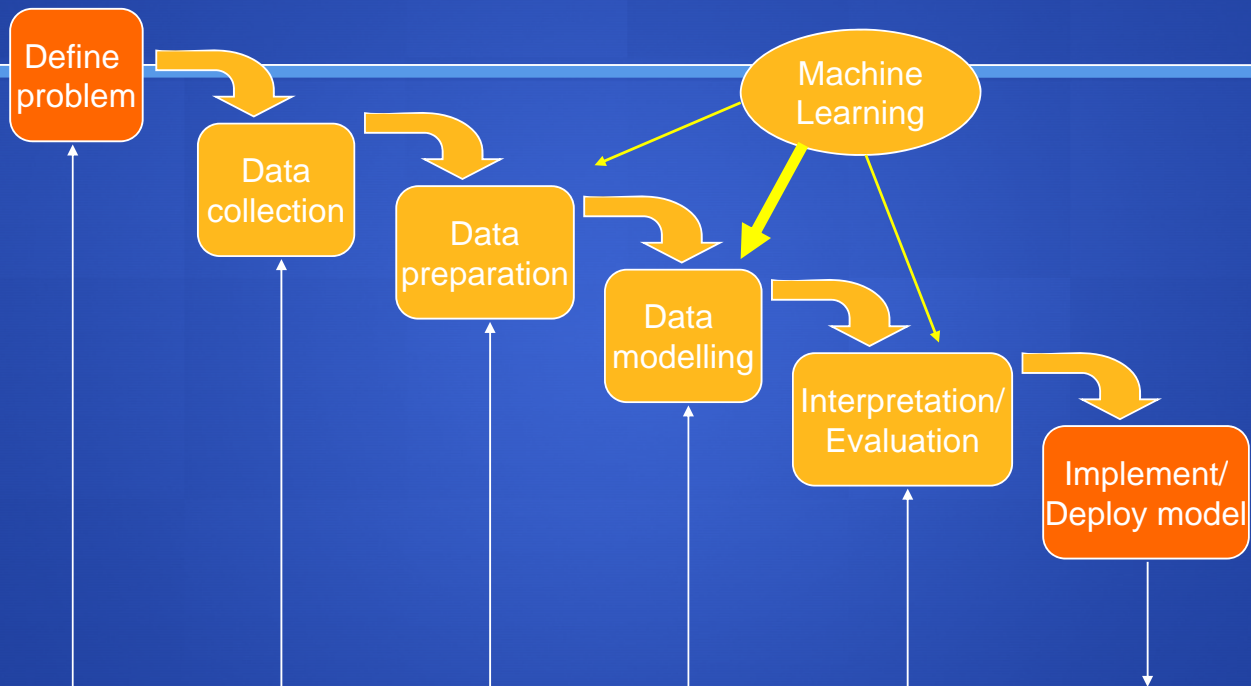 Define
problem
Machine
Learning
Data
collection
Data
preparation
Data
modelling
Interpretation/
Evaluation
Implement/
Deploy model